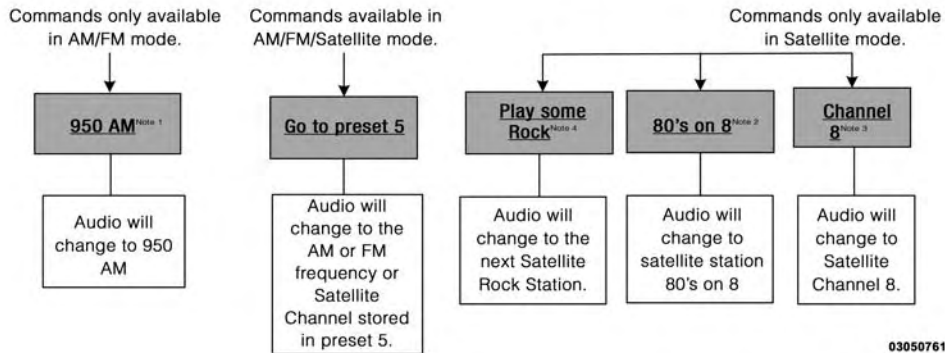 Commands only available
in AM/FM mode.
Commands available in
AM/FM/Satellite mode.
Commands only available
in Satellite mode.
950 AM Note 1
Go to preset 5
Play some
Rock Note 4
80's on 8 Note 2
Channel
8 Note 3
Audio will
change to 950
AM
Audio will
change to the
AM or FM
frequency or
Satellite
Channel stored
in preset 5.
Audio will
change to the
next Satellite
Rock Station.
Audio will
change to
satellite station
80's on 8
Audio will
change to
Satellite
Channel 8.
03050761